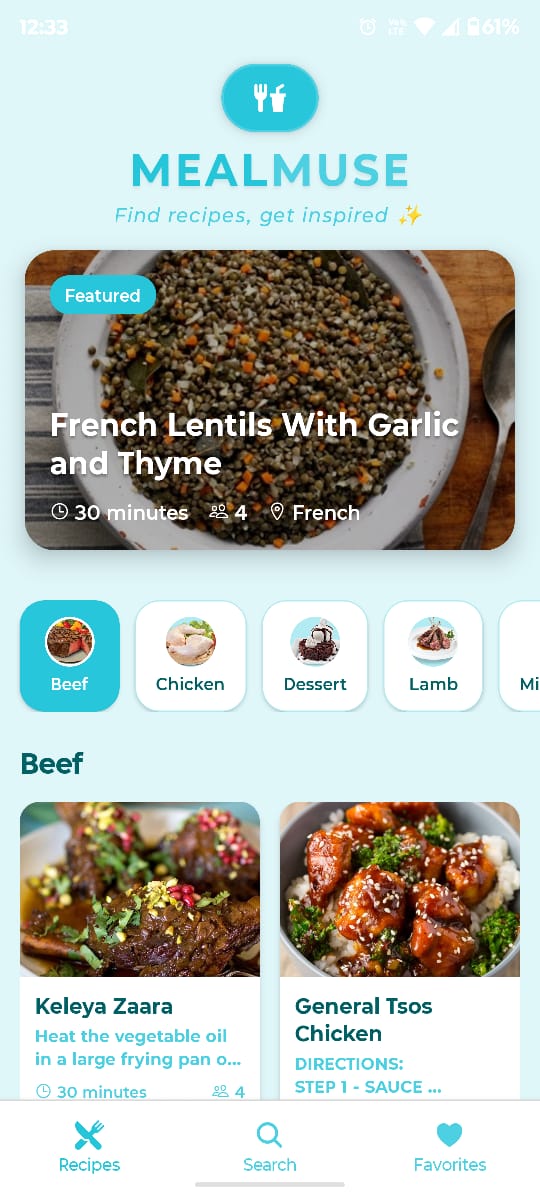 12:33
Vo
LTE
61%
MEALMUSE
Find recipes, get inspired ✨
Featured
French Lentils With Garlic
and Thyme
30 minutes 4 French
Beef Chicken Dessert Lamb Mi
Beef
Keleya Zaara
Heat the vegetable oil
in a large frying pan o...
30 minutes 4
General Tsos
Chicken
DIRECTIONS:
STEP 1 - SAUCE ...
Recipes Search Favorites